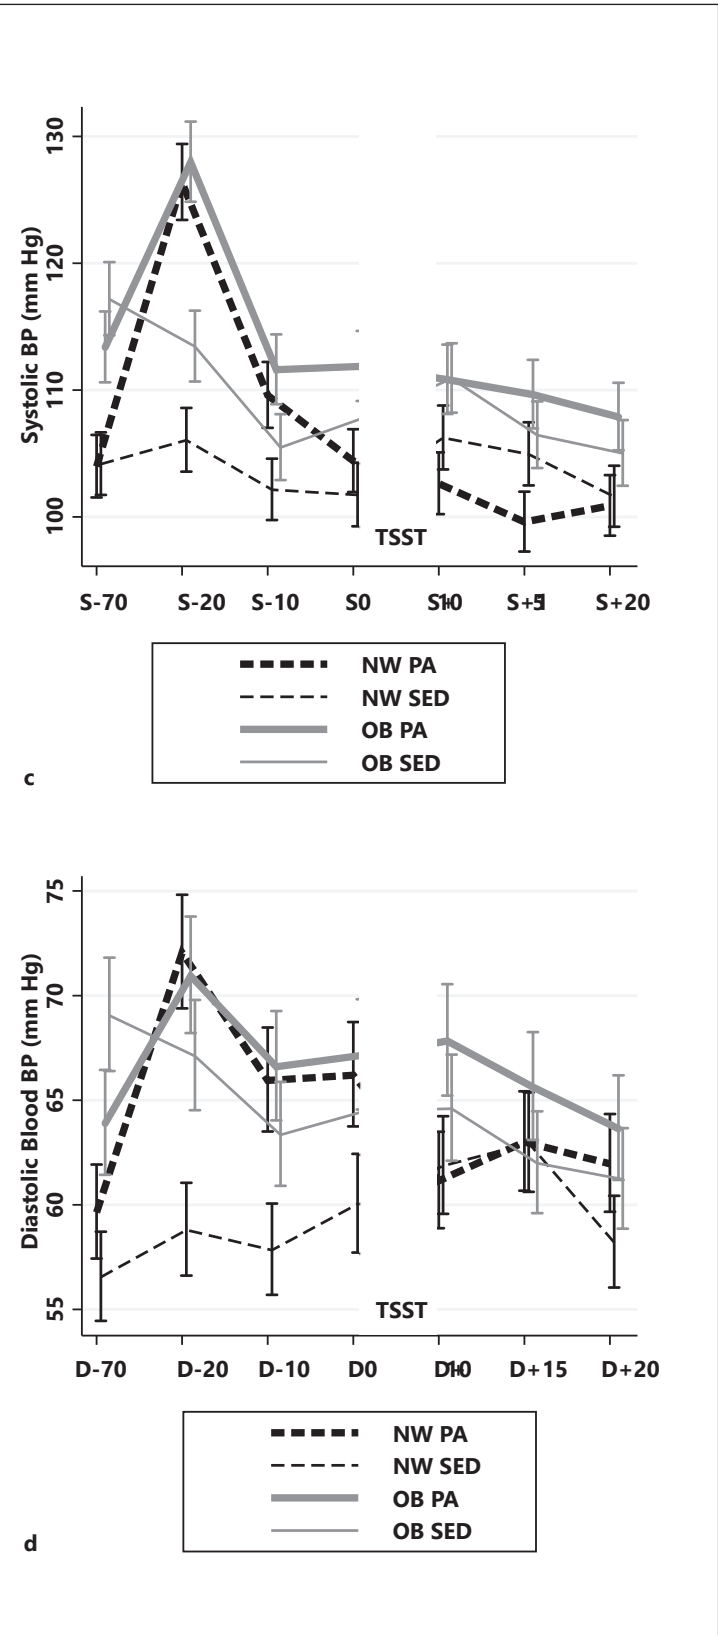 130
120
110
100
Systolic BP (mm Hg)
TSST
S-70 S-20 S-10 S0 S+20
NW PA
NW SED
OB PA
OB SED
c
75
70
65
60
55
Diastolic Blood BP (mm Hg)
TSST
D-70 D-20 D-10 D0 D+15 D+20
NW PA
NW SED
OB PA
OB SED
d